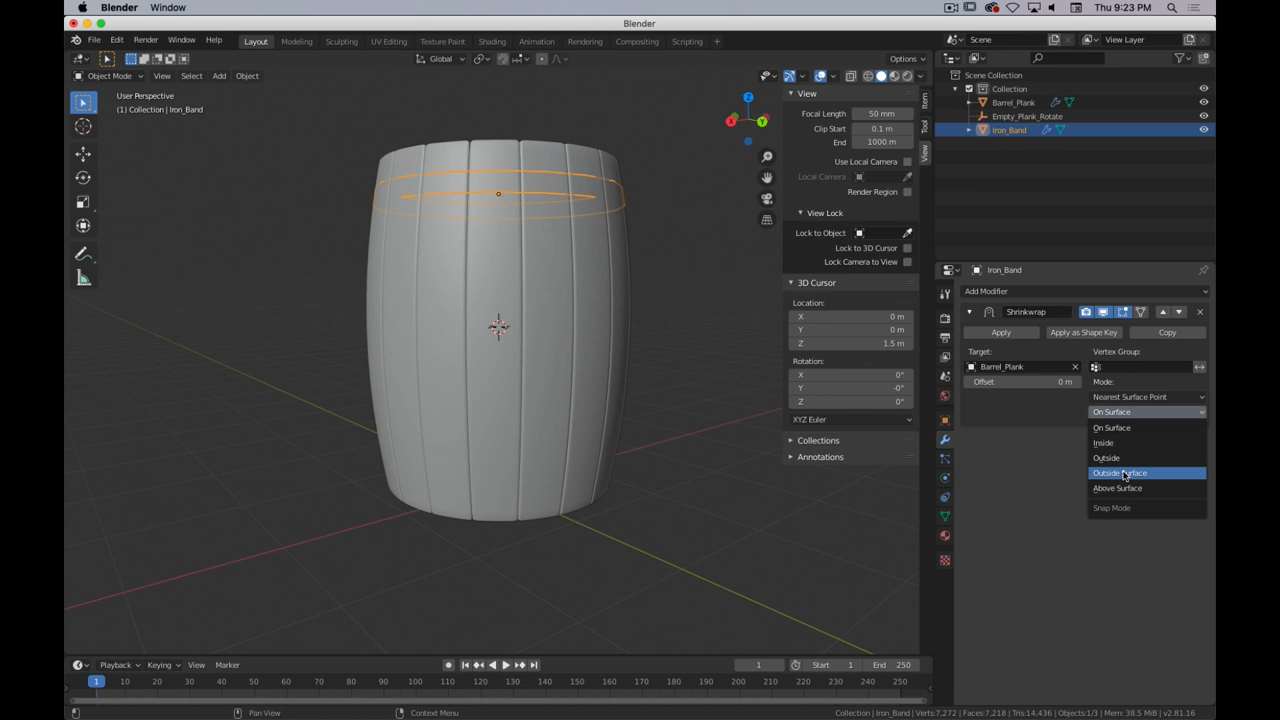 Blender Window Thu 9:23 PM
Blender
File Edit Render Window Help Layout Modeling Sculpting UV Editing Texture Paint Shading Animation Rendering Compositing Scripting + Scene View Layer
Global Options
Object Mode View Select Add Object
User Perspective
(1) Collection | Iron_Band
Z
X
Y
View
Focal Length 50 mm
Clip Start 0.1 m
End 1000 m
Use Local Camera
Local Camera
Render Region
View Lock
Lock to Object
Lock to 3D Cursor
Lock Camera to View
3D Cursor
Location:
X 0 m
Y 0 m
Z 1.5 m
Rotation:
X 0°
Y -0°
Z 0°
XYZ Euler
Collections
Annotations
Item
Tool
View
Scene Collection
Collection
Barrel_Plank
Empty_Plank_Rotate
Iron_Band
Iron_Band
Add Modifier
Shrinkwrap
Apply Apply as Shape Key Copy
Target: Vertex Group:
Barrel_Plank
Offset 0 m Mode:
Nearest Surface Point
On Surface
On Surface
Inside
Outside
Outside Surface
Above Surface
Snap Mode
Playback Keying View Marker 1 Start 1 End 250
1 10 20 30 40 50 60 70 80 90 100 110 120 130 140 150 160 170 180 190 200 210 220 230 240 250
Pan View Context Menu Collection | Iron_Band | Verts:7,272 | Faces:7,218 | Tris:14,436 | Objects:1/3 | Mem: 38.5 MiB | v2.81.16